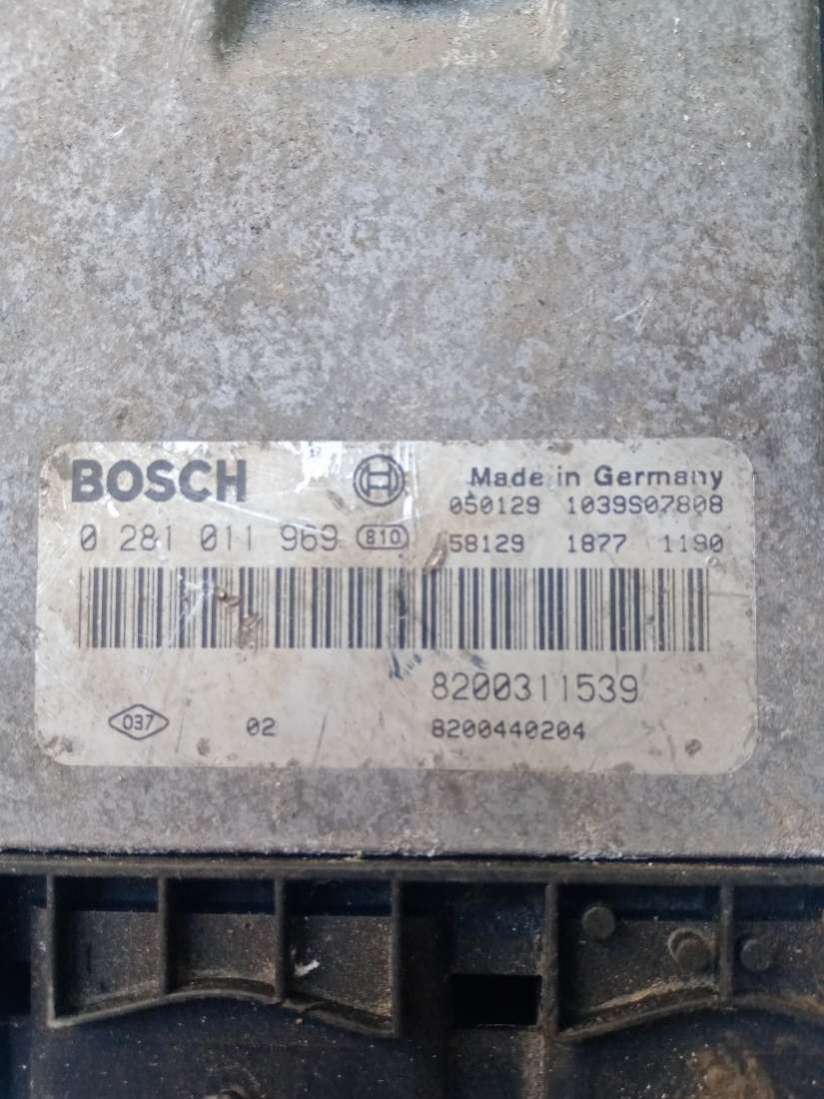 BOSCH
Made in Germany
050129 1039S07808
0 281 011 969 810
58129 1877 1190
8200311539
037 02
8200440204